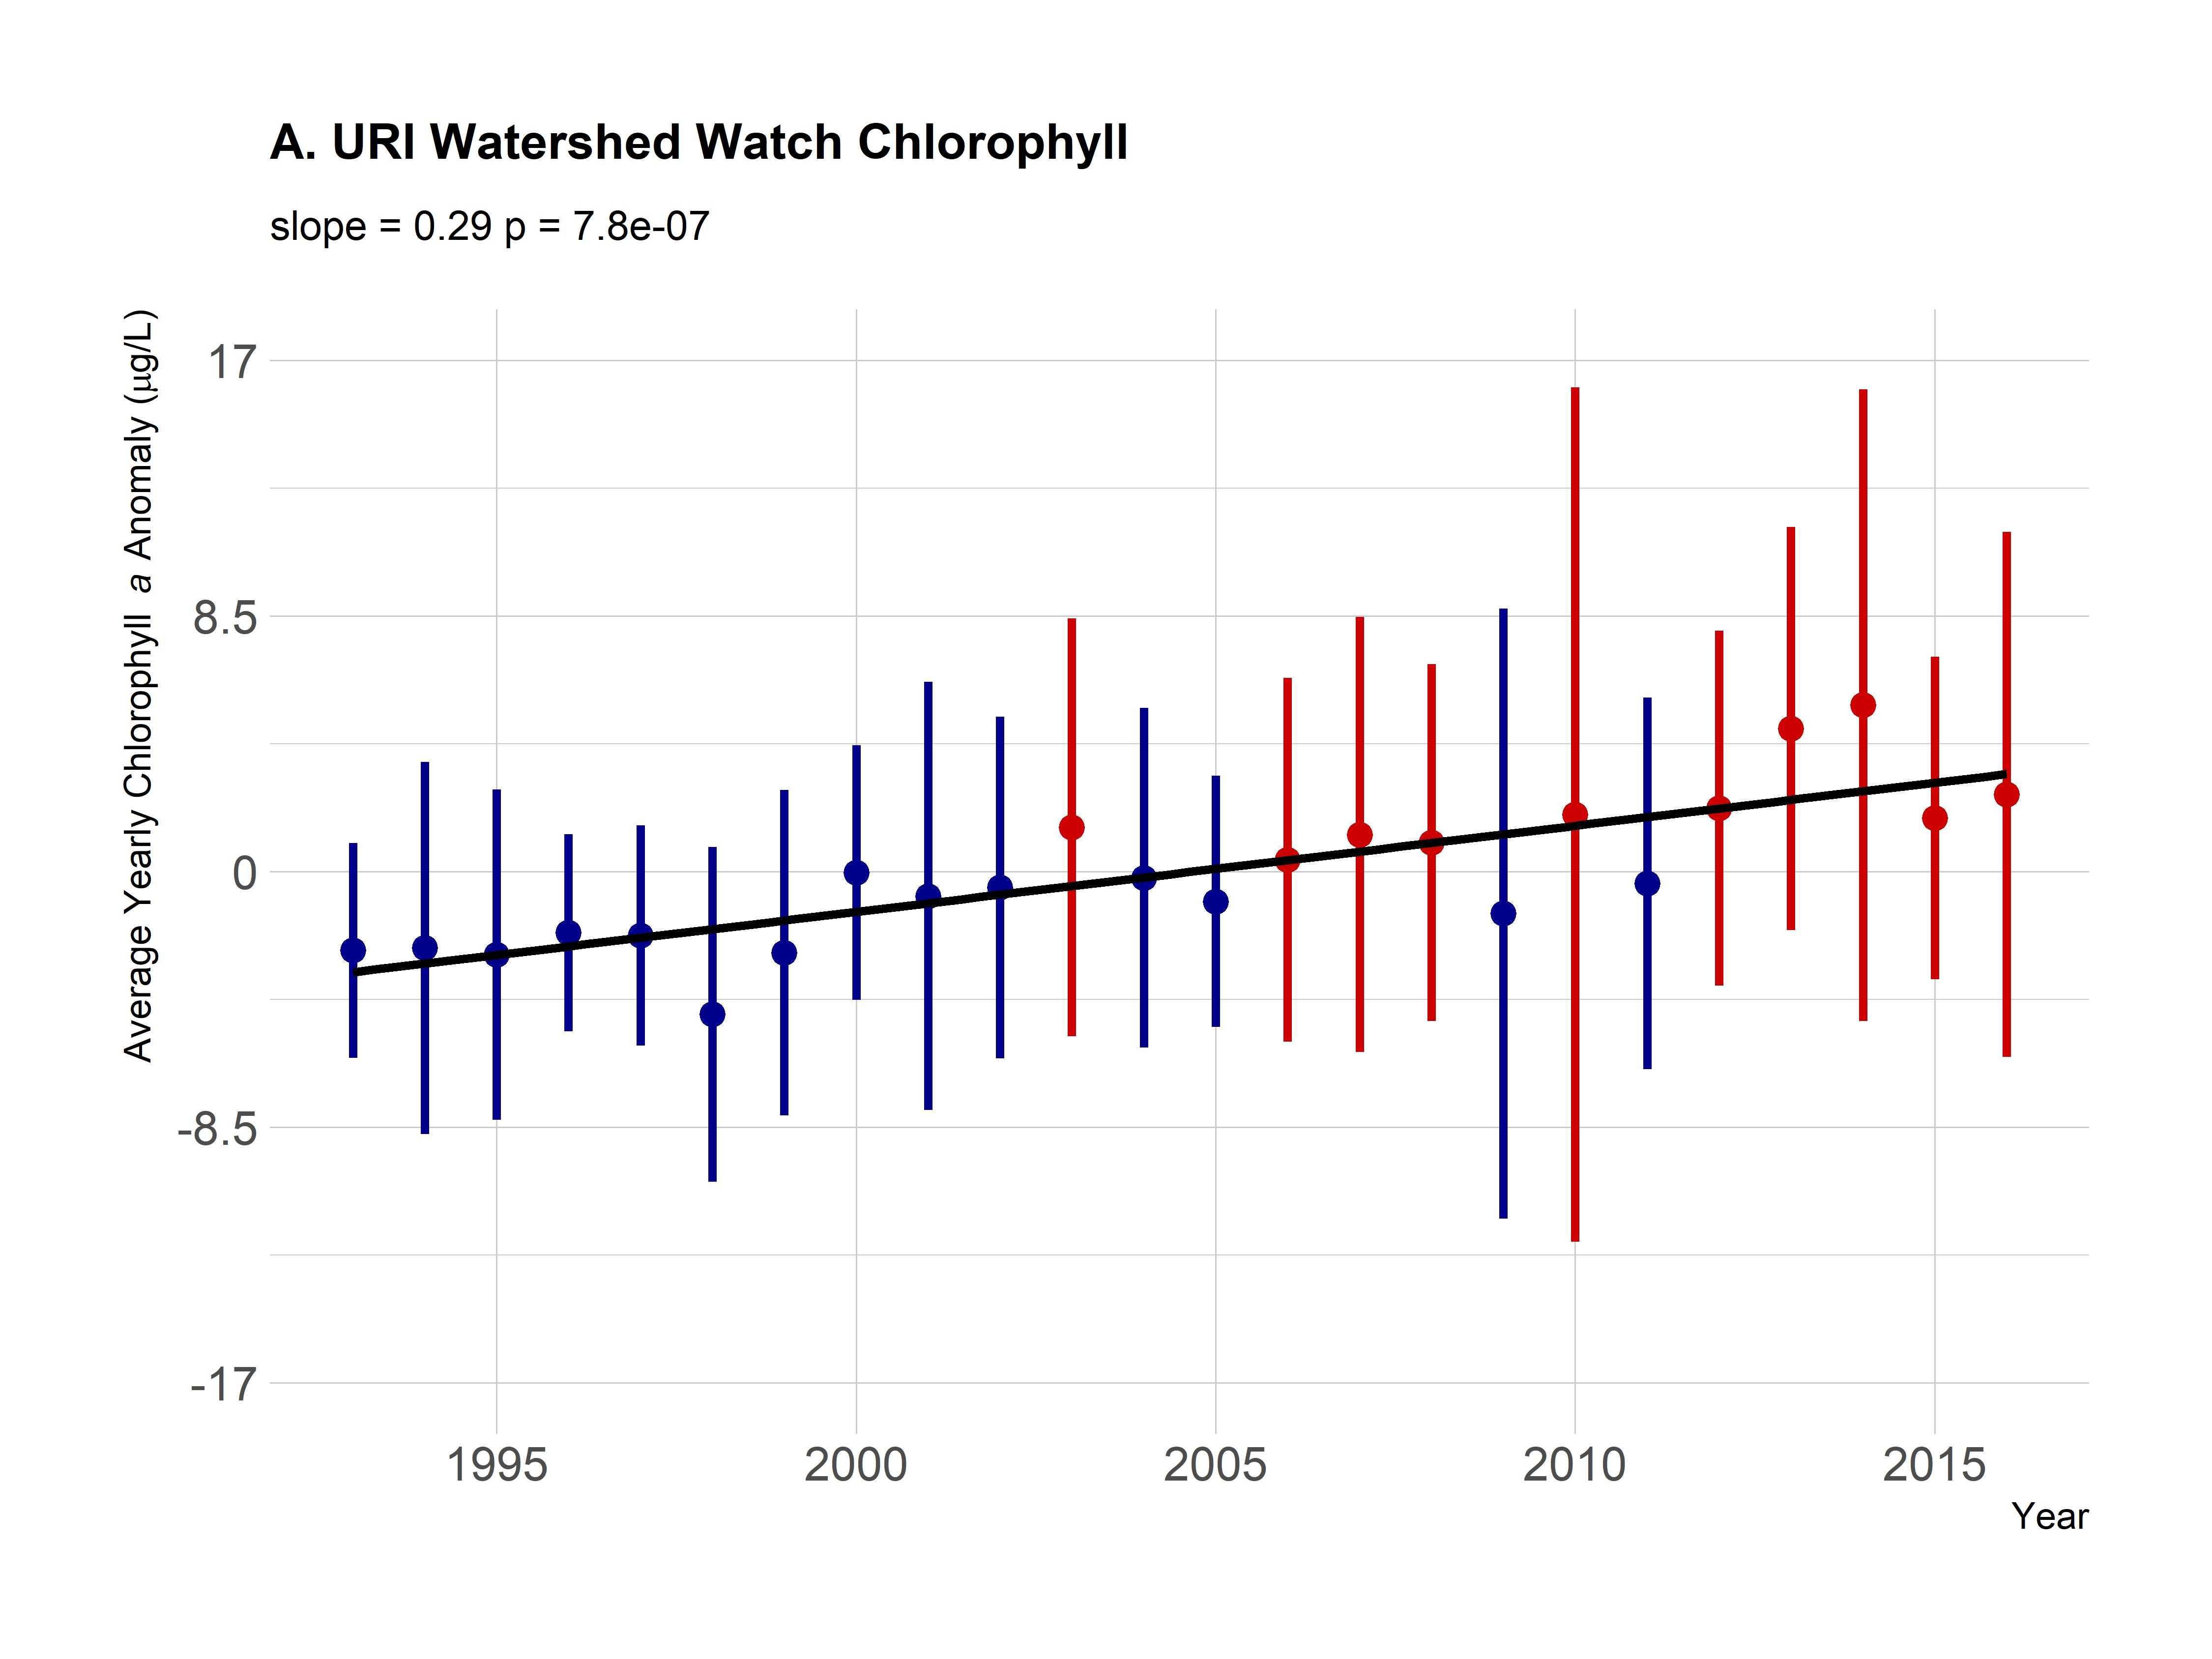 A. URI Watershed Watch Chlorophyll
slope = 0.29 p = 7.8e-07
Average Yearly Chlorophyll a Anomaly (μg/L)
17
8.5
0
-8.5
-17
1995 2000 2005 2010 2015
Year